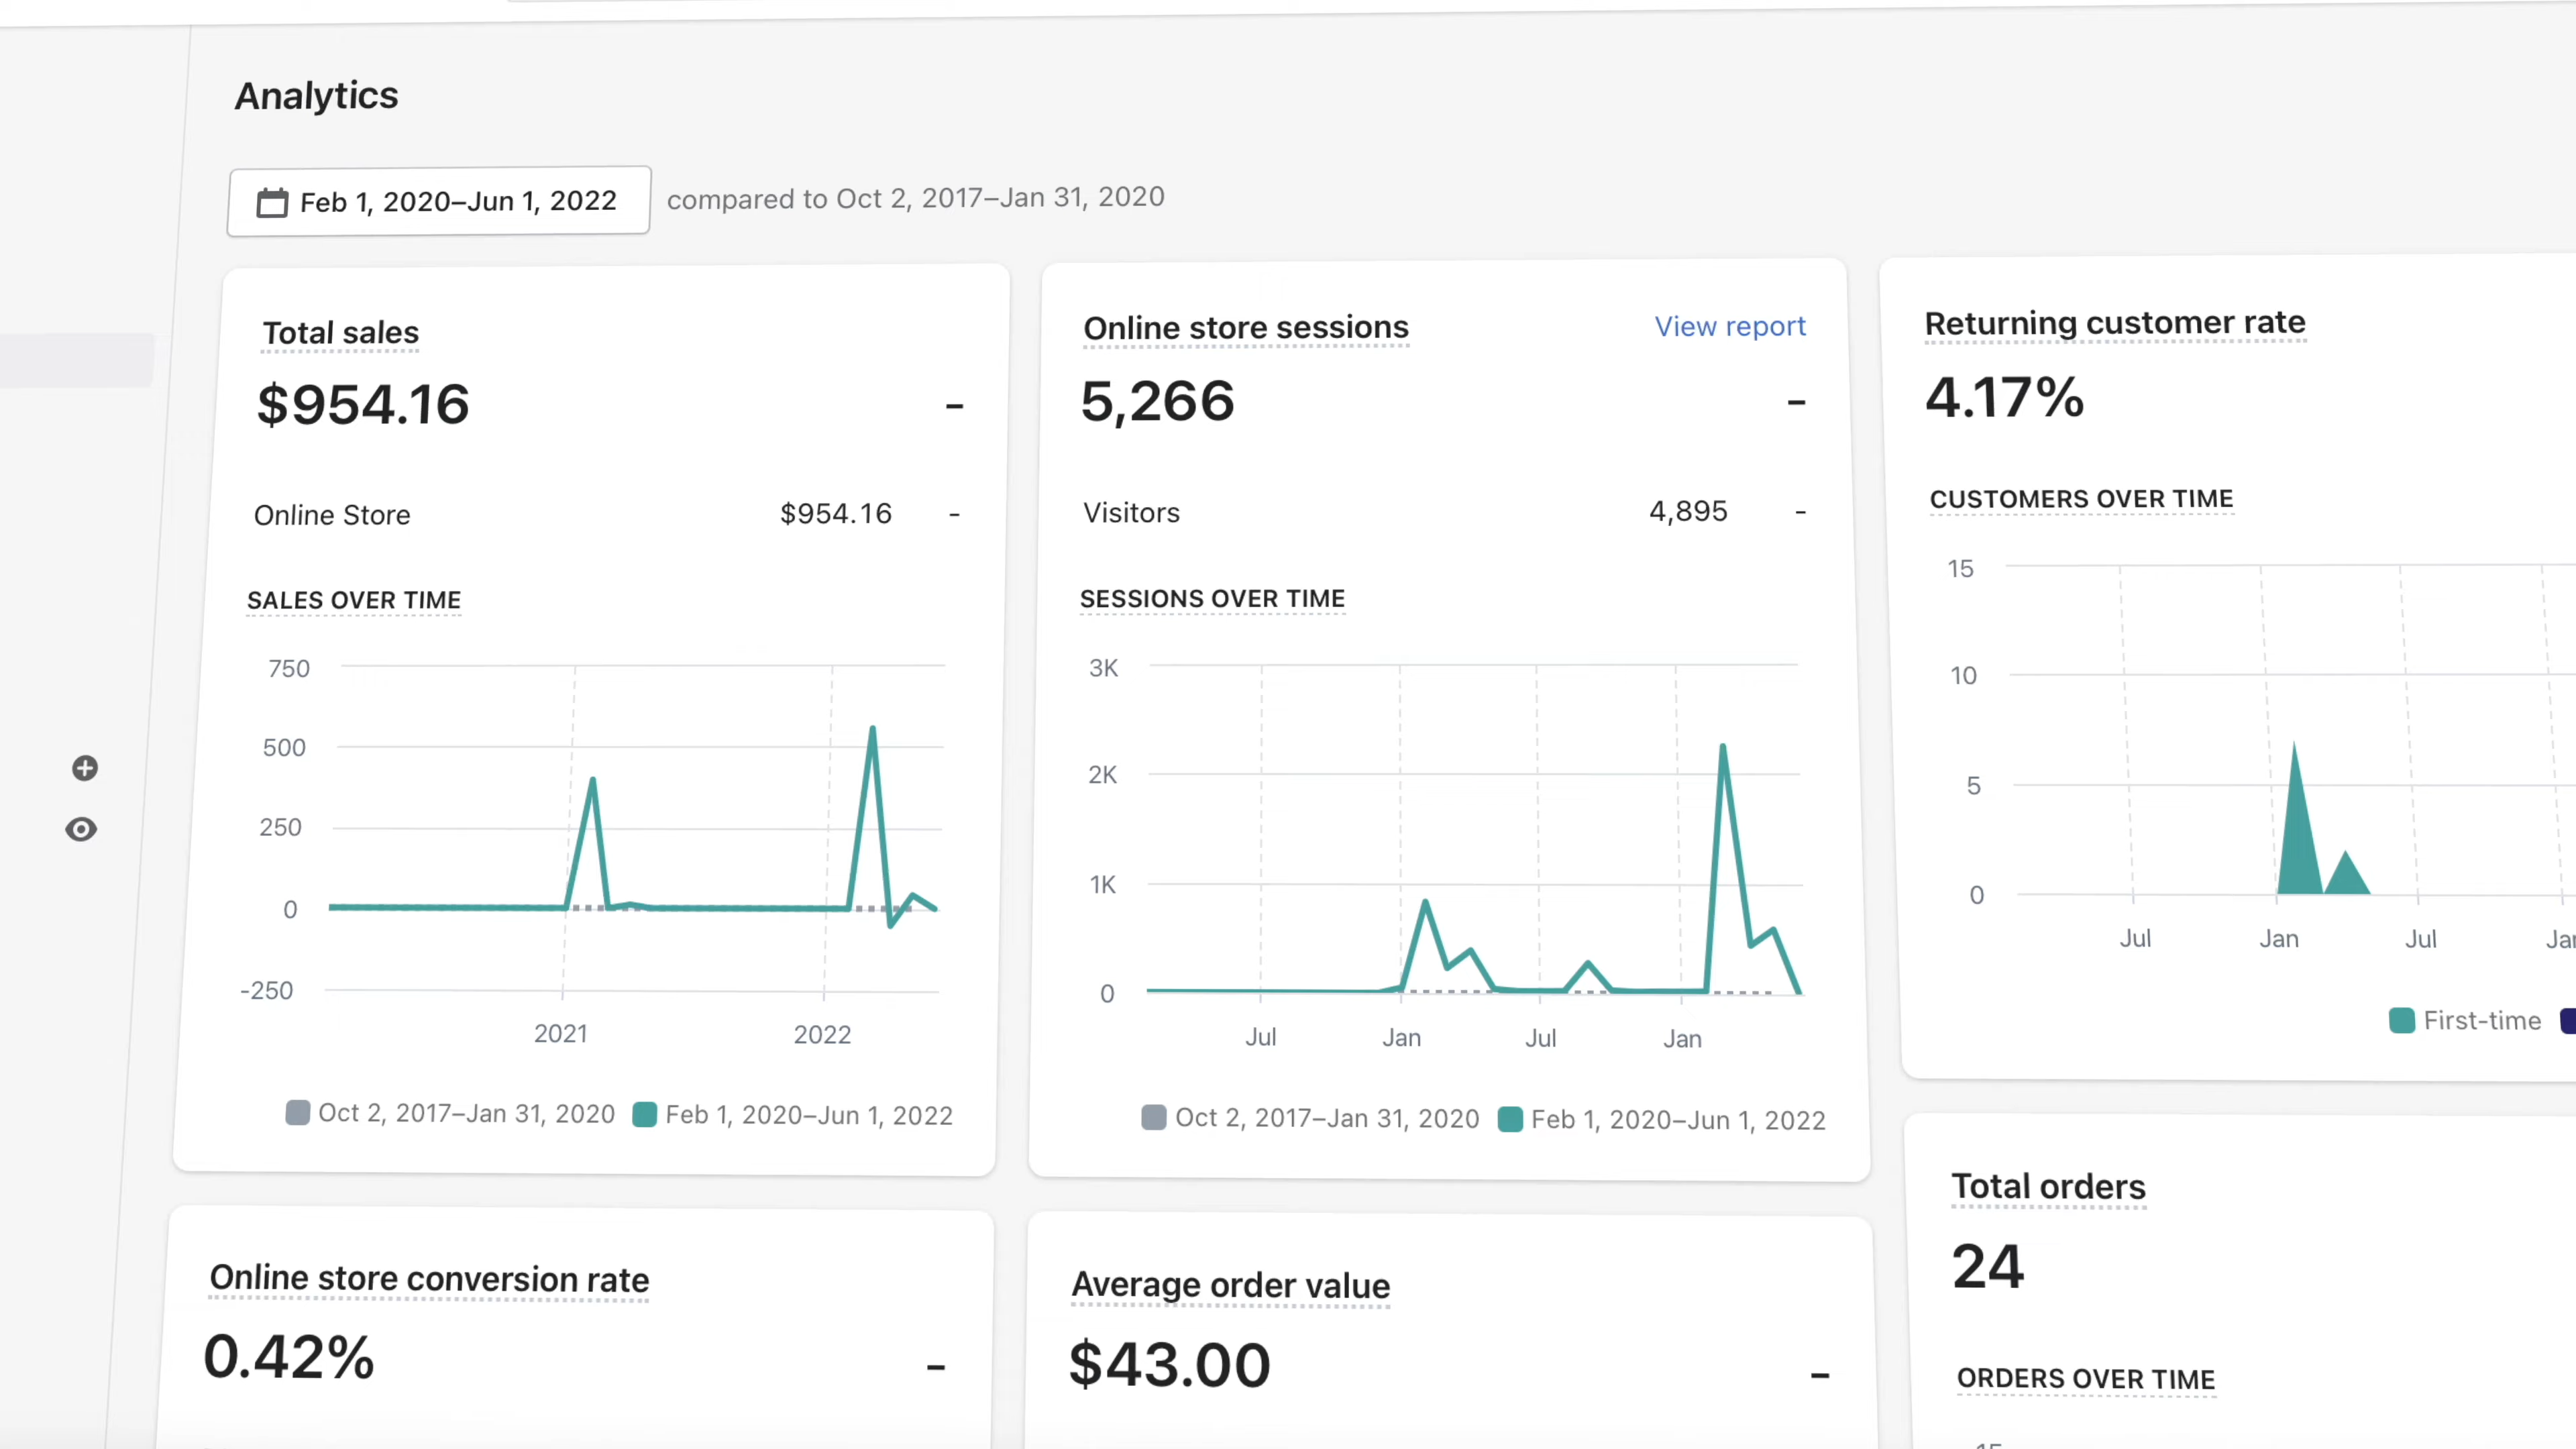 Analytics
Feb 1, 2020–Jun 1, 2022 compared to Oct 2, 2017–Jan 31, 2020
Total sales
$954.16 -
Online Store $954.16 -
SALES OVER TIME
750
500
250
0
-250
2021 2022
Oct 2, 2017–Jan 31, 2020 Feb 1, 2020–Jun 1, 2022
Online store sessions View report
5,266 -
Visitors 4,895 -
SESSIONS OVER TIME
3K
2K
1K
0
Jul Jan Jul Jan
Oct 2, 2017–Jan 31, 2020 Feb 1, 2020–Jun 1, 2022
Returning customer rate
4.17%
CUSTOMERS OVER TIME
15
10
5
0
Jul Jan Jul
First-time
Online store conversion rate
0.42% -
Average order value
$43.00 -
Total orders
24
ORDERS OVER TIME